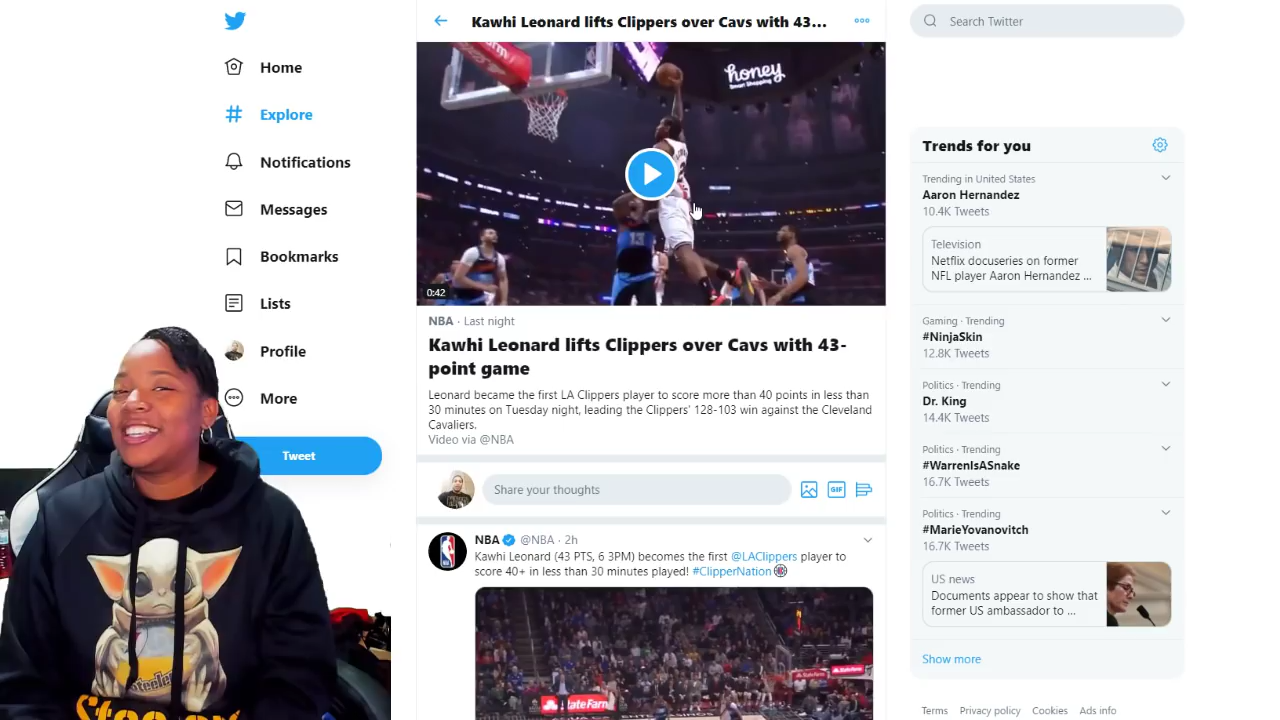 Home
Explore
Notifications
Messages
Bookmarks
Lists
Profile
More
Tweet
Steelers
Kawhi Leonard lifts Clippers over Cavs with 43...
honey
Smart Shopping
13
0:42
NBA · Last night
Kawhi Leonard lifts Clippers over Cavs with 43-
point game
Leonard became the first LA Clippers player to score more than 40 points in less than
30 minutes on Tuesday night, leading the Clippers' 128-103 win against the Cleveland
Cavaliers.
Video via @NBA
Share your thoughts
GIF
NBA @NBA · 2h
Kawhi Leonard (43 PTS, 6 3PM) becomes the first @LAClippers player to
score 40+ in less than 30 minutes played! #ClipperNation
StateFarm
StateFarm
Search Twitter
Trends for you
Trending in United States
Aaron Hernandez
10.4K Tweets
Television
Netflix docuseries on former
NFL player Aaron Hernandez ...
Gaming · Trending
#NinjaSkin
12.8K Tweets
Politics · Trending
Dr. King
14.4K Tweets
Politics · Trending
#WarrenIsASnake
16.7K Tweets
Politics · Trending
#MarieYovanovitch
16.7K Tweets
US news
Documents appear to show that
former US ambassador to ...
Show more
Terms Privacy policy Cookies Ads info